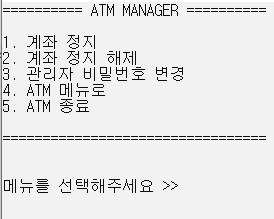 ========== ATM MANAGER ==========
1. 계좌 정지
2. 계좌 정지 해제
3. 관리자 비밀번호 변경
4. ATM 메뉴로
5. ATM 종료
=================================
메뉴를 선택해주세요 >>